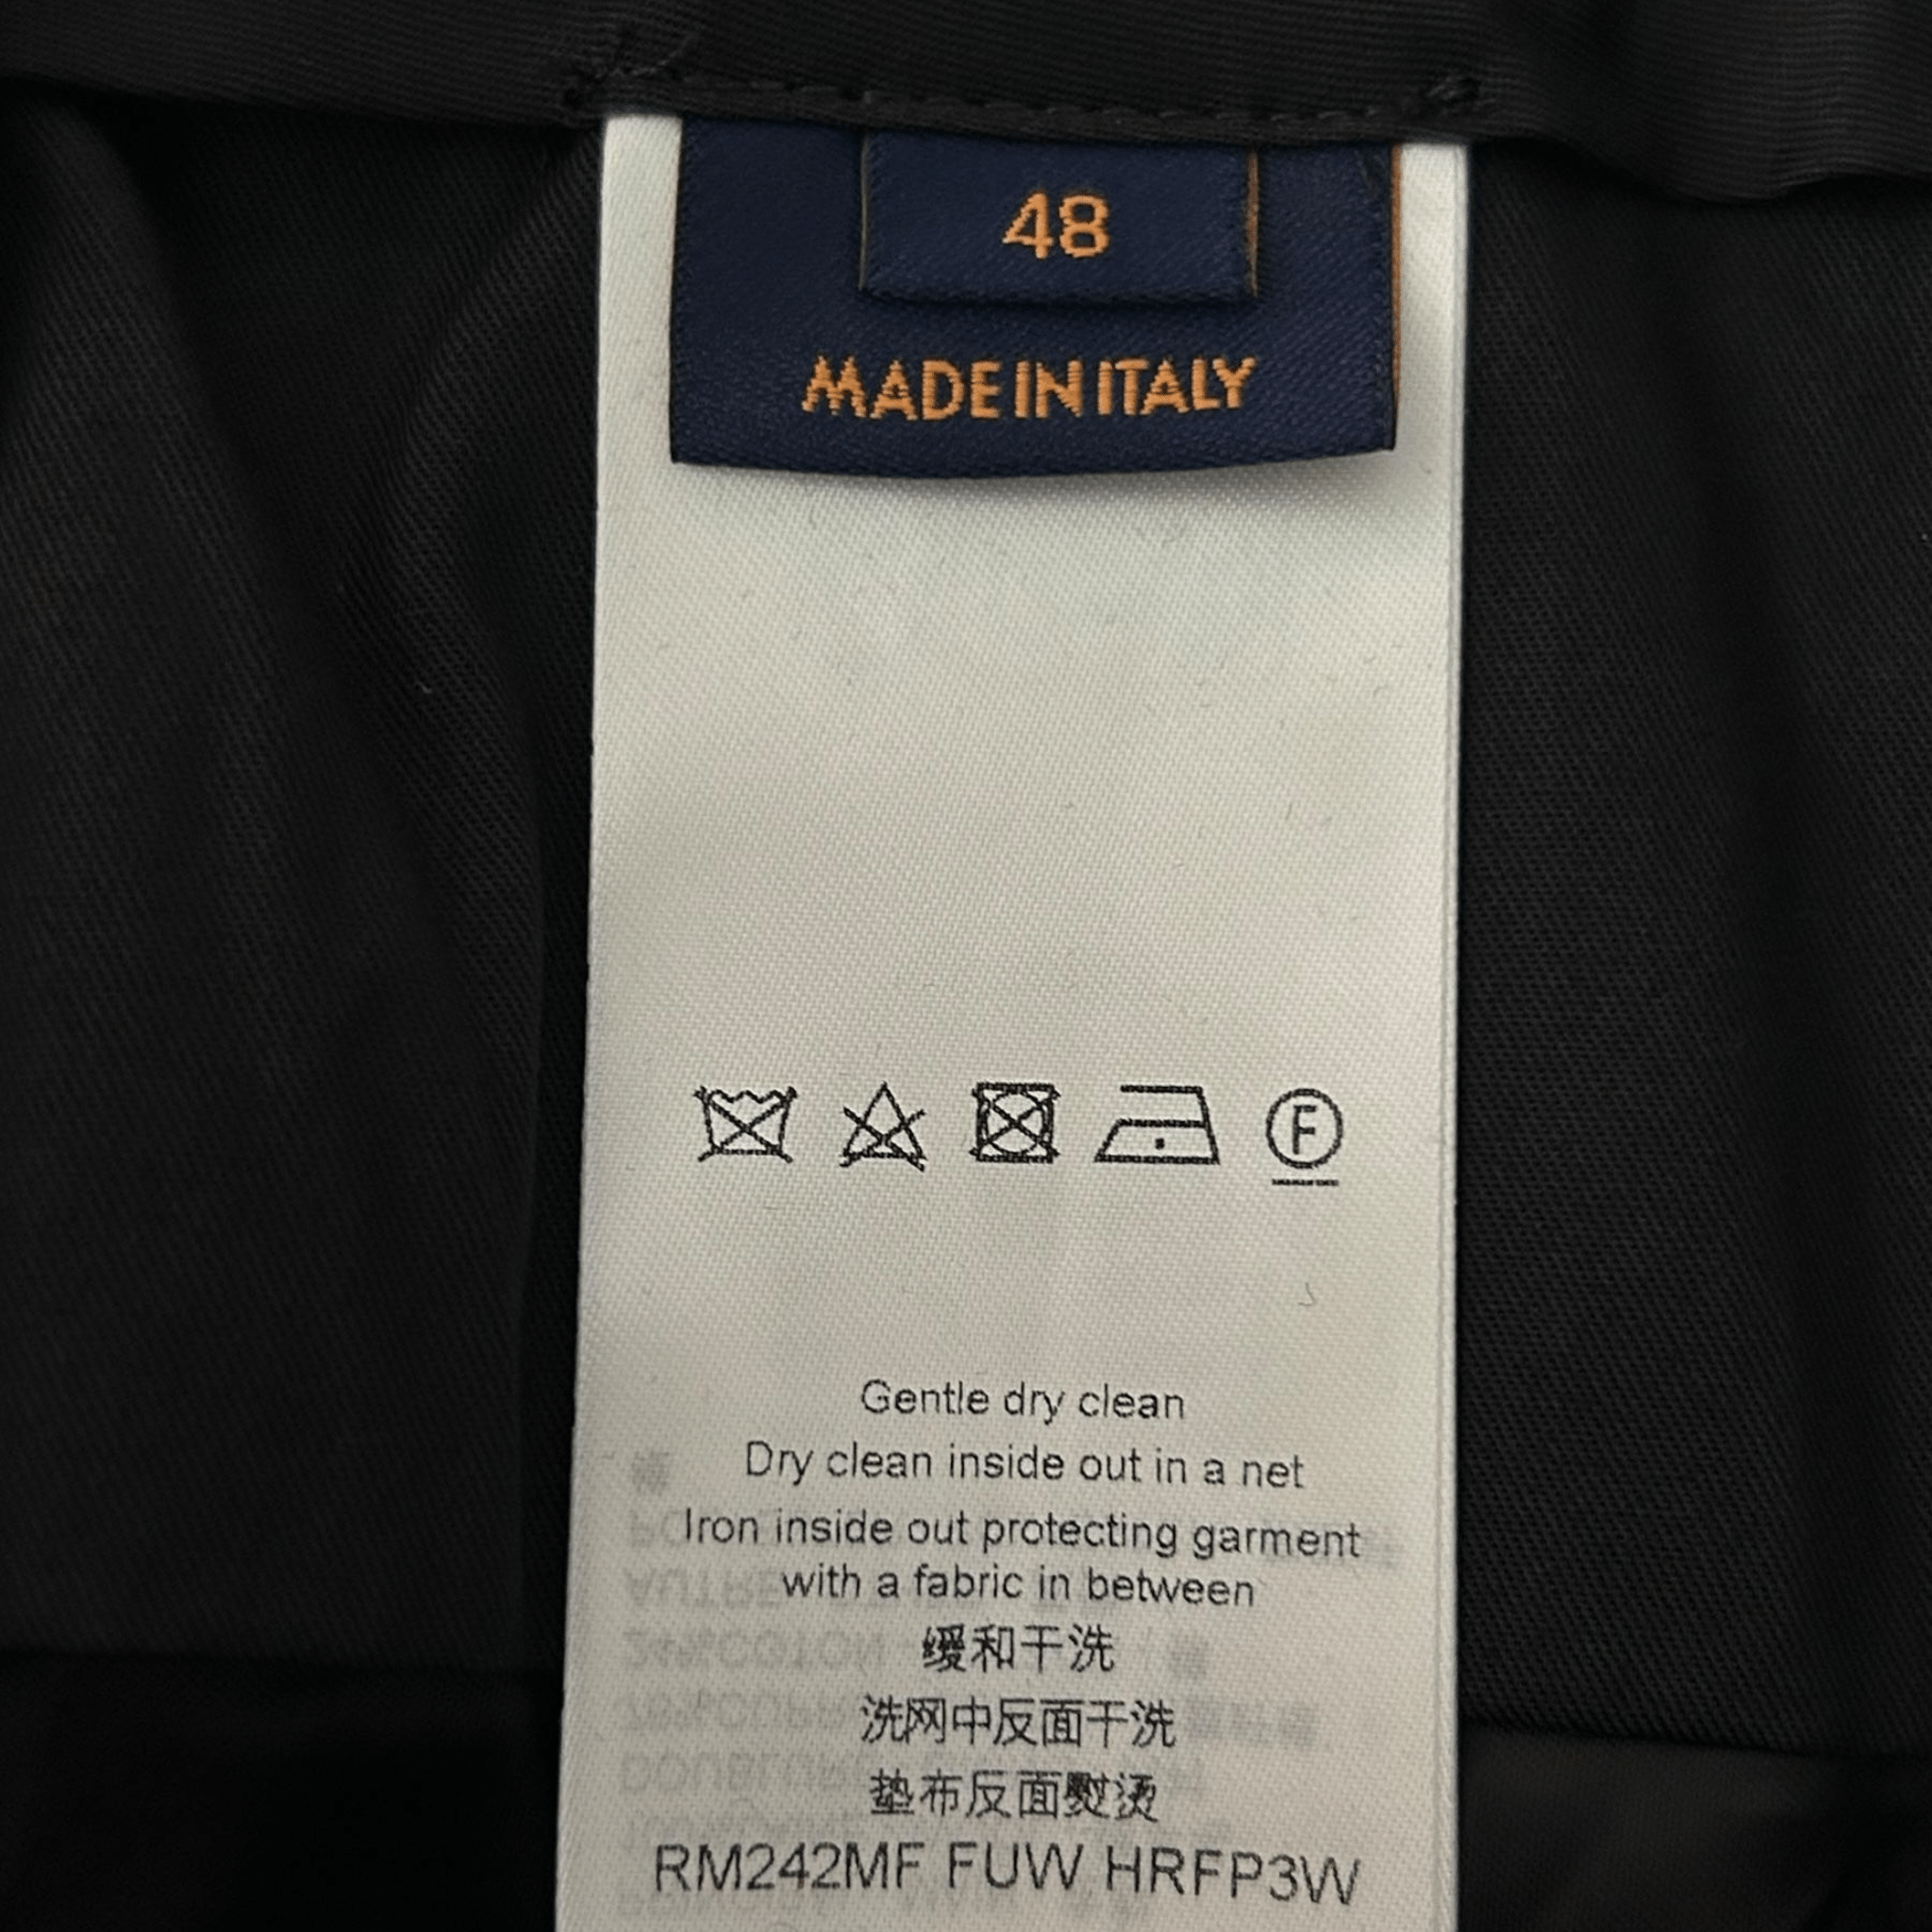 48
MADE IN ITALY
F
Gentle dry clean
Dry clean inside out in a net
Iron inside out protecting garment
with a fabric in between
缓和干洗
洗网中反面干洗
垫布反面熨烫
RM242MF FUW HRFP3W